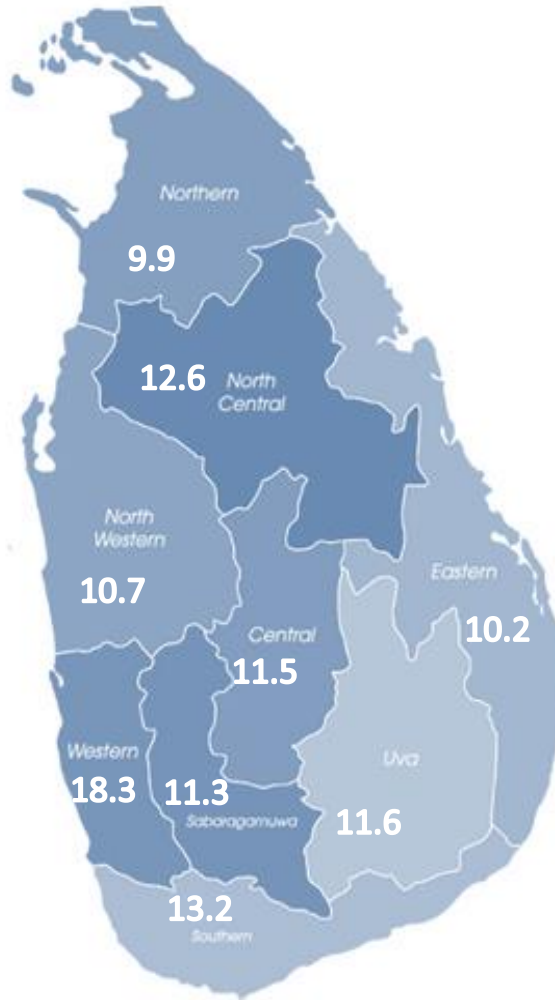 Northern
9.9
12.6
North
Central
North
Western
10.7
Eastern
10.2
Central
11.5
Western
18.3
11.3
Sabaragamuwa
Uva
11.6
13.2
Southern